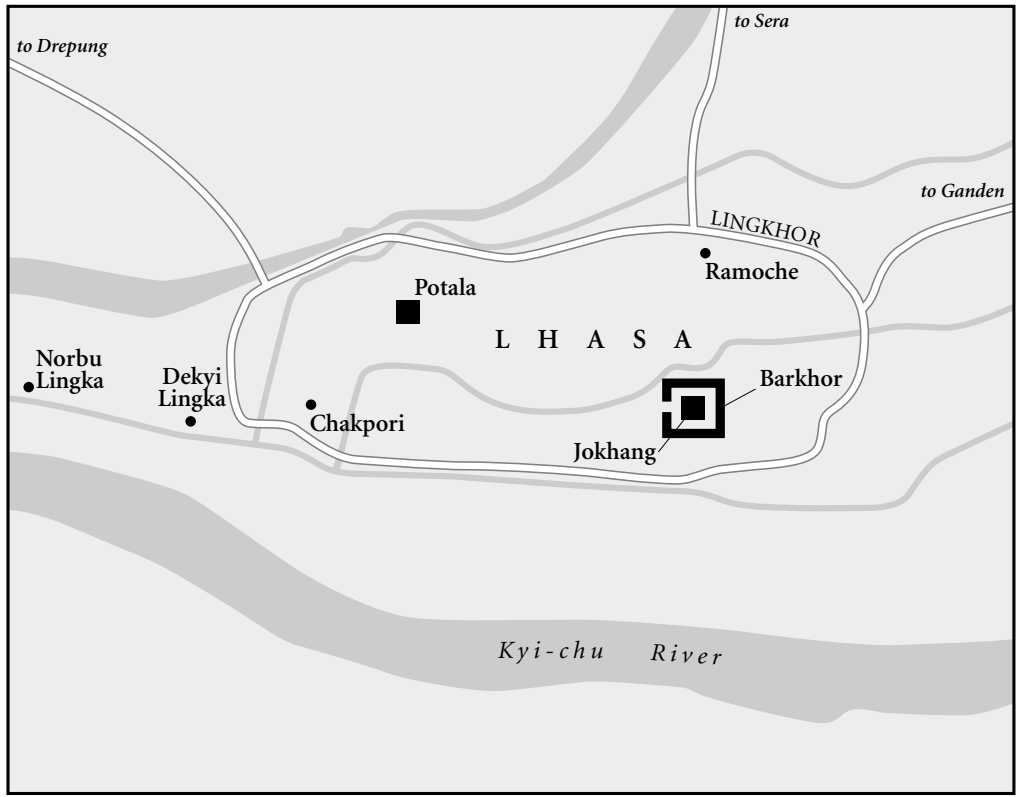 to Sera
to Drepung
to Ganden
LINGKHOR
Ramoche
Potala
L H A S A
Norbu
Lingka
Dekyi
Lingka
Barkhor
Chakpori
Jokhang
Kyi-chu River